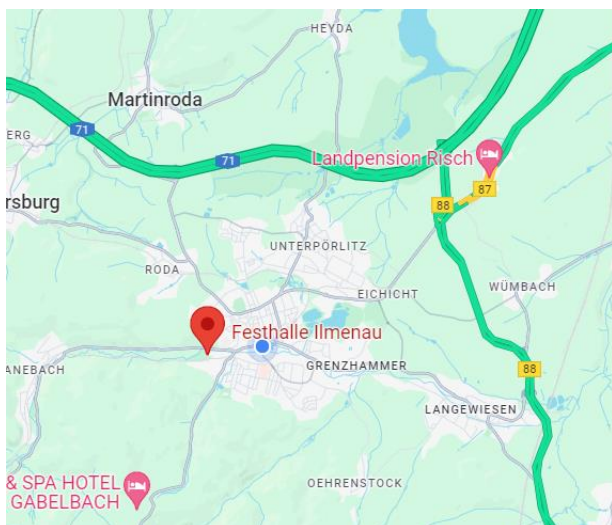 HEYDA
Martinroda
71
71
ERG
Landpension Risch
87
88
rsburg
UNTERPÖRLITZ
RODA
EICHICHT
WÜMBACH
Festhalle Ilmenau
ANEBACH
GRENZHAMMER
88
LANGEWIESEN
& SPA HOTEL
GABELBACH
OEHRENSTOCK